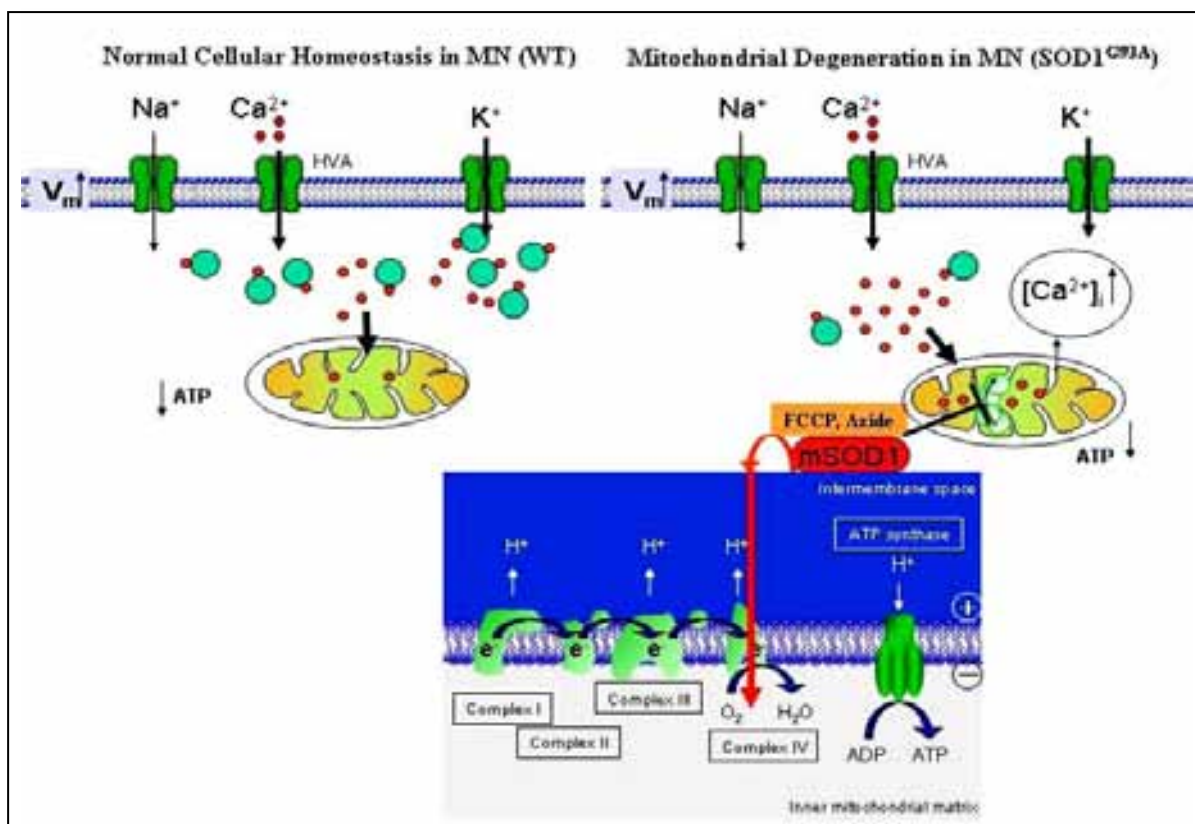 Normal Cellular Homeostasis in MN (WT)
Na⁺
Ca²⁺
K⁺
HVA
Vₘ↑
↓ ATP
Mitochondrial Degeneration in MN (SOD1ᴳ⁹³ᴬ)
Na⁺
Ca²⁺
K⁺
HVA
Vₘ↑
[Ca²⁺]ᵢ↑
ATP ↓
FCCP, Azide
mSOD1
Intermembrane space
ATP synthase
H⁺
H⁺
H⁺
H⁺
+
e⁻
e⁻
e⁻
e⁻
−
Complex I
Complex II
Complex III
O₂
H₂O
Complex IV
ADP
ATP
Inner mitochondrial matrix